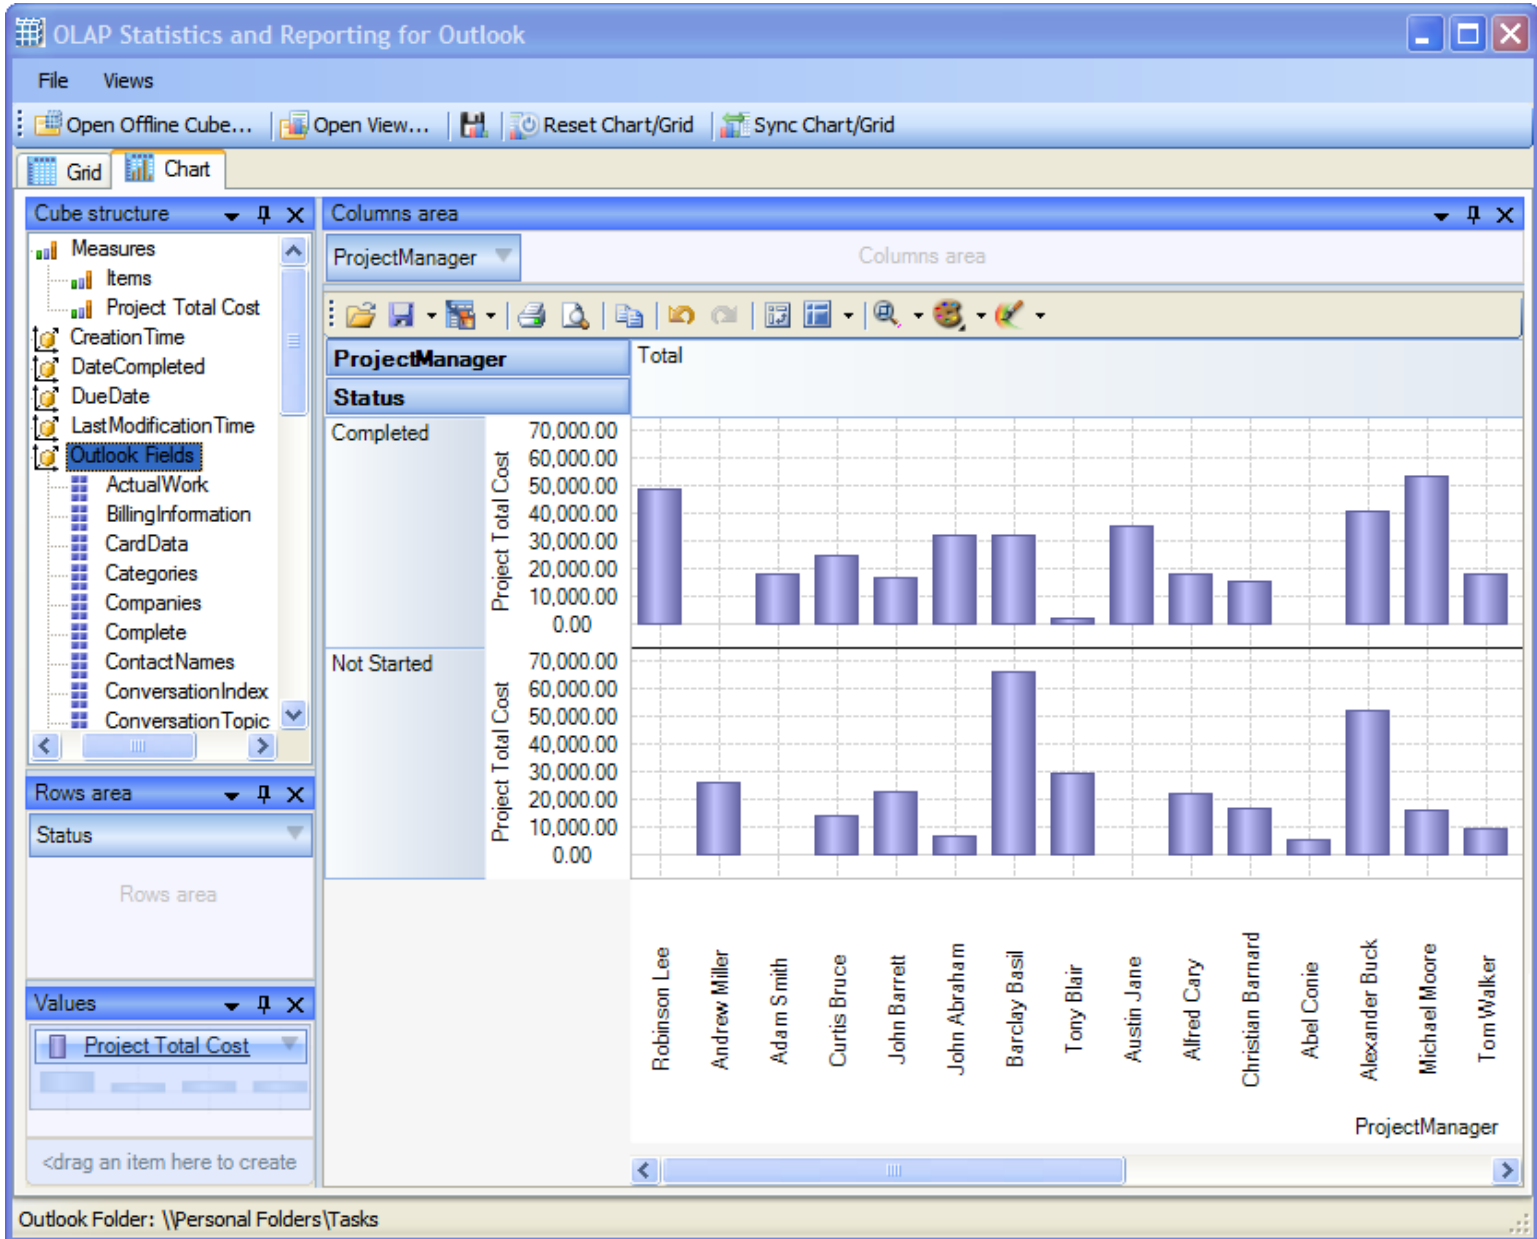 OLAP Statistics and Reporting for Outlook
File Views
Open Offline Cube... Open View... Reset Chart/Grid Sync Chart/Grid
Grid Chart
Cube structure
Measures
Items
Project Total Cost
CreationTime
DateCompleted
DueDate
LastModificationTime
Outlook Fields
ActualWork
BillingInformation
CardData
Categories
Companies
Complete
ContactNames
ConversationIndex
ConversationTopic
Rows area
Status
Rows area
Values
Project Total Cost
<drag an item here to create
Columns area
ProjectManager
Columns area
ProjectManager
Status
Total
Completed
Project Total Cost
70,000.00
60,000.00
50,000.00
40,000.00
30,000.00
20,000.00
10,000.00
0.00
Not Started
Project Total Cost
70,000.00
60,000.00
50,000.00
40,000.00
30,000.00
20,000.00
10,000.00
0.00
Robinson Lee
Andrew Miller
Adam Smith
Curtis Bruce
John Barrett
John Abraham
Barclay Basil
Tony Blair
Austin Jane
Alfred Cary
Christian Barnard
Abel Conie
Alexander Buck
Michael Moore
Tom Walker
ProjectManager
Outlook Folder: \\Personal Folders\Tasks